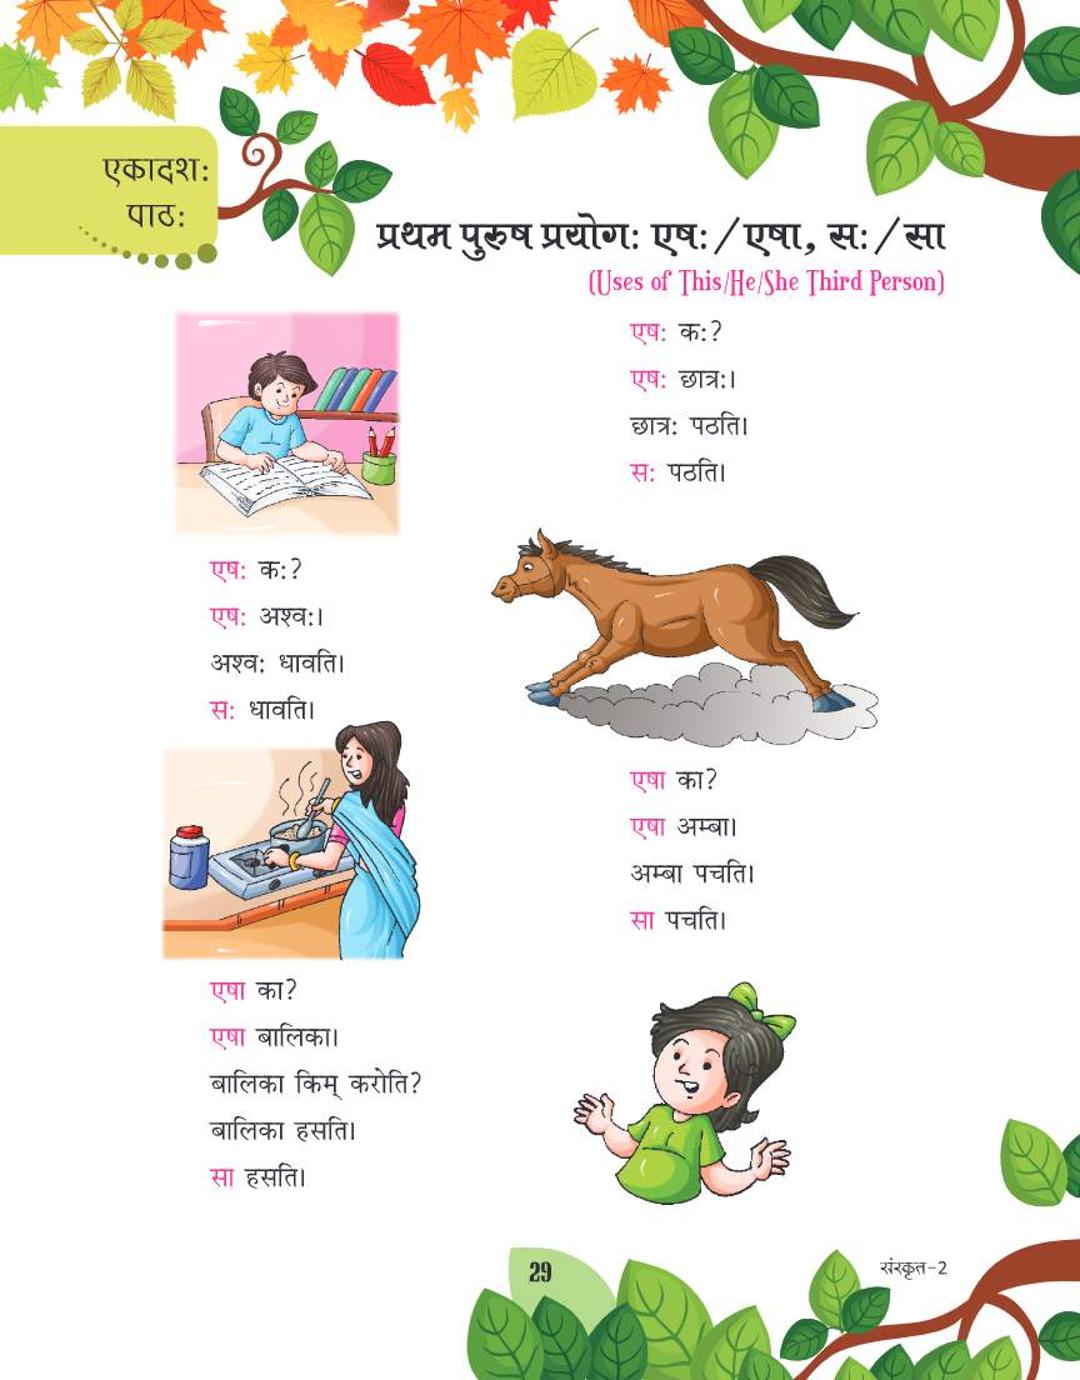 एकादशः
पाठः
प्रथम पुरुष प्रयोगः एषः/एषा, सः/सा
(Uses of This/He/She Third Person)
एषः कः?
एषः छात्रः।
छात्रः पठति।
सः पठति।
एषः कः?
एषः अश्वः।
अश्वः धावति।
सः धावति।
एषा का?
एषा अम्बा।
अम्बा पचति।
सा पचति।
एषा का?
एषा बालिका।
बालिका किम् करोति?
बालिका हसति।
सा हसति।
29
संस्कृत-2